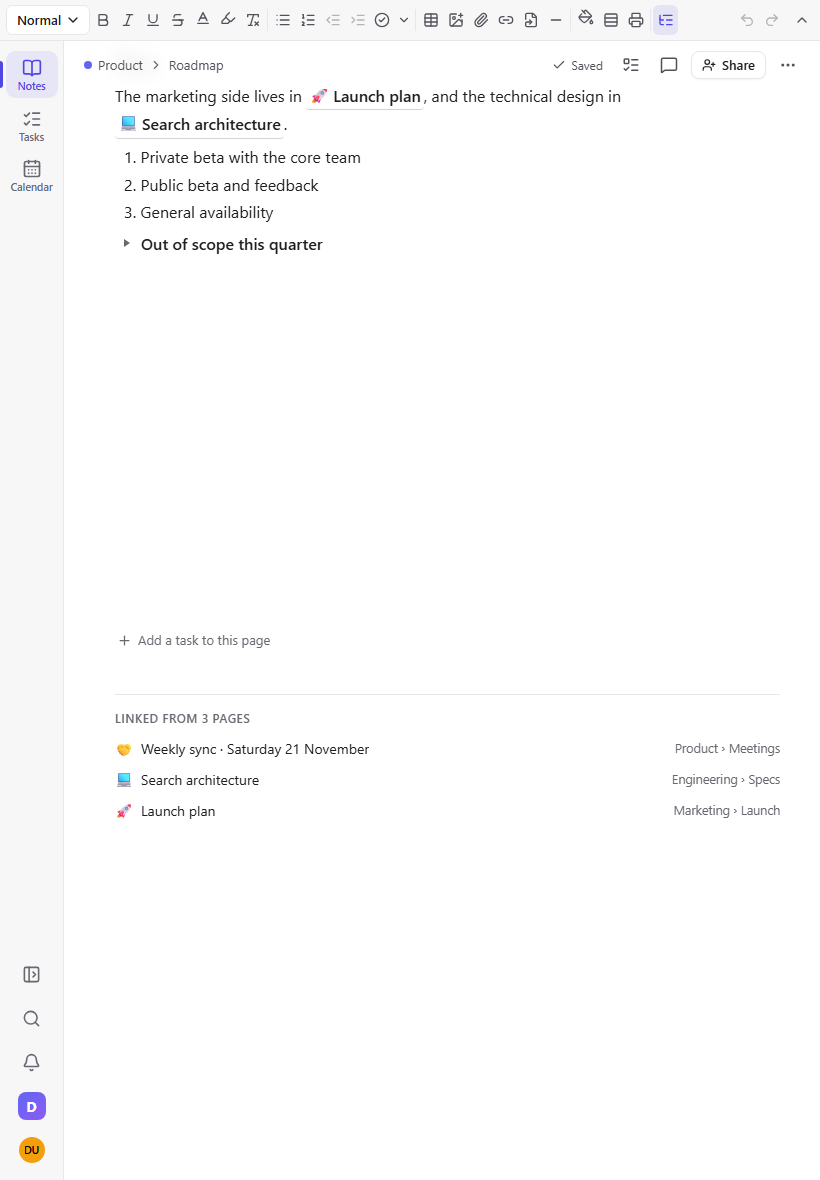 Normal
Notes
Tasks
Calendar
Product > Roadmap
Saved
Share
The marketing side lives in 🚀 Launch plan, and the technical design in
💻 Search architecture.
1. Private beta with the core team
2. Public beta and feedback
3. General availability
Out of scope this quarter
Add a task to this page
LINKED FROM 3 PAGES
Weekly sync · Saturday 21 November Product › Meetings
Search architecture Engineering › Specs
Launch plan Marketing › Launch
D
DU